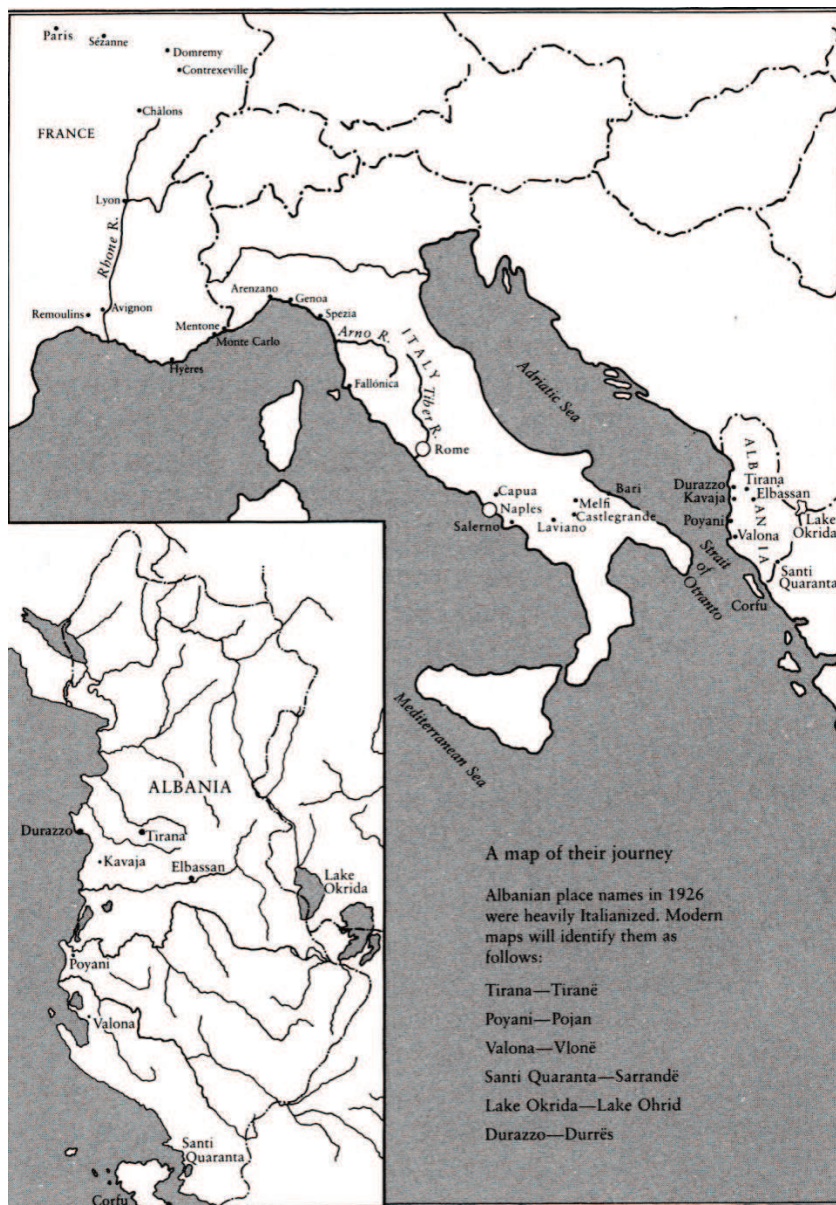 Paris
Sézanne
Domremy
Contrexeville
Châlons
FRANCE
Lyon
Rhone R.
Remoulins
Avignon
Arenzano
Genoa
Spezia
Mentone
Monte Carlo
Hyères
Arno R.
ITALY
Tiber R.
Fallónica
Rome
Adriatic Sea
Capua
Naples
Salerno
Laviano
Melfi
Castlegrande
Bari
Durazzo
Kavaja
Tirana
Elbassan
ALBANIA
Lake
Okrida
Poyani
Valona
Santi
Quaranta
Strait
of
Otranto
Corfu
Mediterranean Sea
ALBANIA
Durazzo
Tirana
Kavaja
Elbassan
Lake
Okrida
Poyani
Valona
Santi
Quaranta
Corfu
A map of their journey
Albanian place names in 1926
were heavily Italianized. Modern
maps will identify them as
follows:
Tirana—Tiranë
Poyani—Pojan
Valona—Vlonë
Santi Quaranta—Sarrandë
Lake Okrida—Lake Ohrid
Durazzo—Durrës